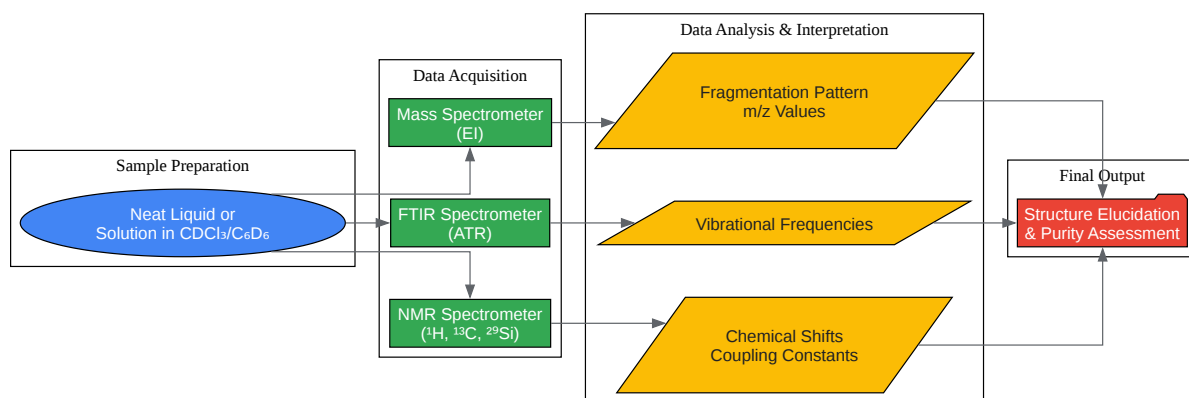 Sample Preparation
Neat Liquid or
Solution in CDCl₃/C₆D₆
Data Acquisition
Mass Spectrometer
(EI)
FTIR Spectrometer
(ATR)
NMR Spectrometer
(¹H, ¹³C, ²⁹Si)
Data Analysis & Interpretation
Fragmentation Pattern
m/z Values
Vibrational Frequencies
Chemical Shifts
Coupling Constants
Final Output
Structure Elucidation
& Purity Assessment